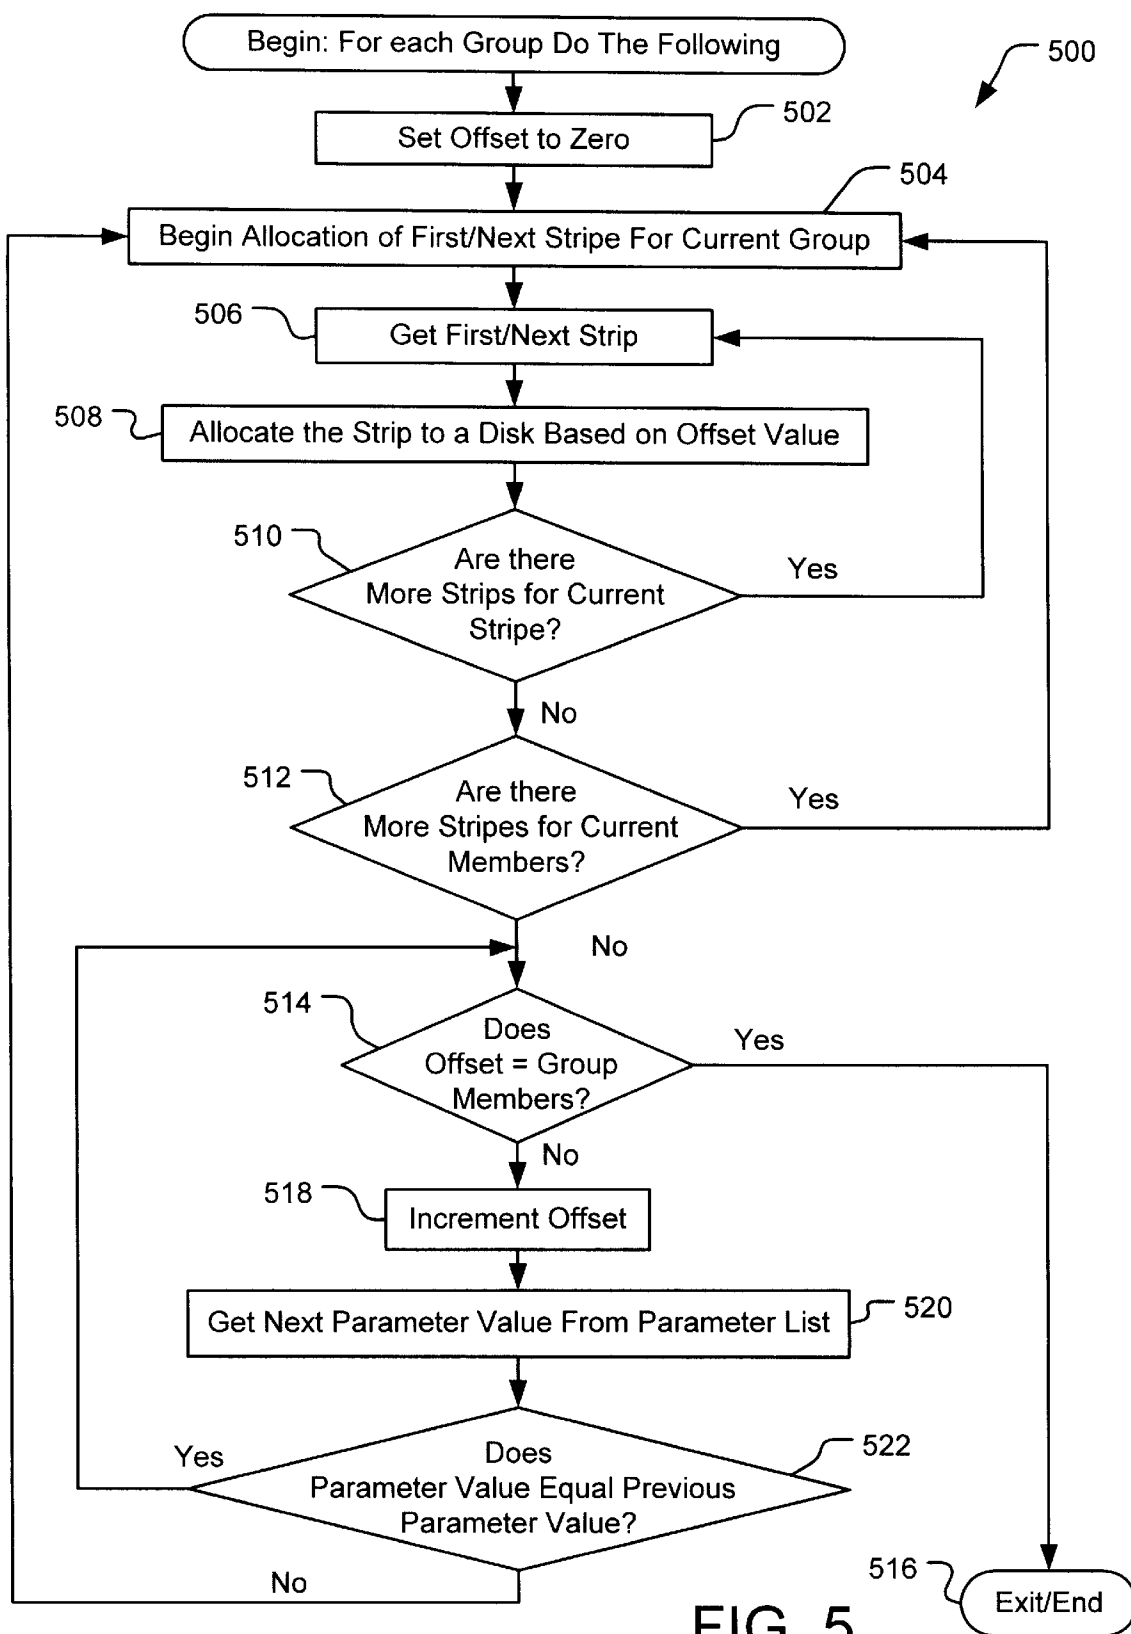 Begin: For each Group Do The Following
500
502
Set Offset to Zero
504
Begin Allocation of First/Next Stripe For Current Group
506
Get First/Next Strip
508
Allocate the Strip to a Disk Based on Offset Value
510
Are there
More Strips for Current
Stripe?
Yes
No
512
Are there
More Stripes for Current
Members?
Yes
No
514
Does
Offset = Group
Members?
Yes
No
518
Increment Offset
520
Get Next Parameter Value From Parameter List
522
Does
Parameter Value Equal Previous
Parameter Value?
Yes
No
516
Exit/End
FIG. 5